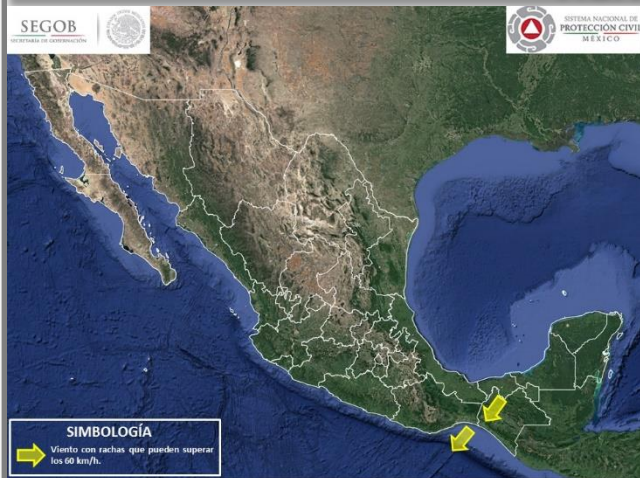 SEGOB
SECRETARÍA DE GOBERNACIÓN
SISTEMA NACIONAL DE
PROTECCIÓN CIVIL
MÉXICO
SIMBOLOGÍA
Viento con rachas que pueden superar
los 60 km/h.